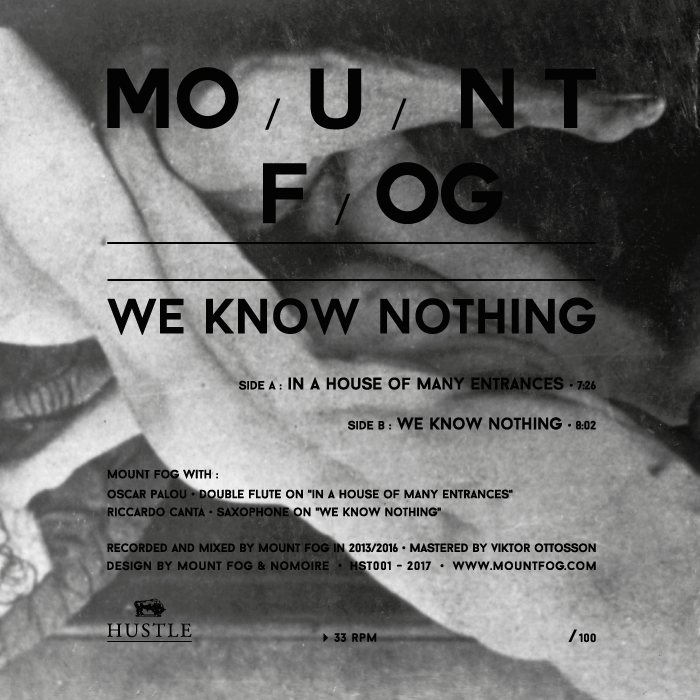 MO / U / NT
F / OG
WE KNOW NOTHING
SIDE A : IN A HOUSE OF MANY ENTRANCES • 7:26
SIDE B : WE KNOW NOTHING • 8:02
MOUNT FOG WITH :
OSCAR PALOU • DOUBLE FLUTE ON "IN A HOUSE OF MANY ENTRANCES"
RICCARDO CANTA • SAXOPHONE ON "WE KNOW NOTHING"
RECORDED AND MIXED BY MOUNT FOG IN 2013/2016 • MASTERED BY VIKTOR OTTOSSON
DESIGN BY MOUNT FOG & NOMOIRE • HST001 - 2017 • WWW.MOUNTFOG.COM
HUSTLE
33 RPM
/100